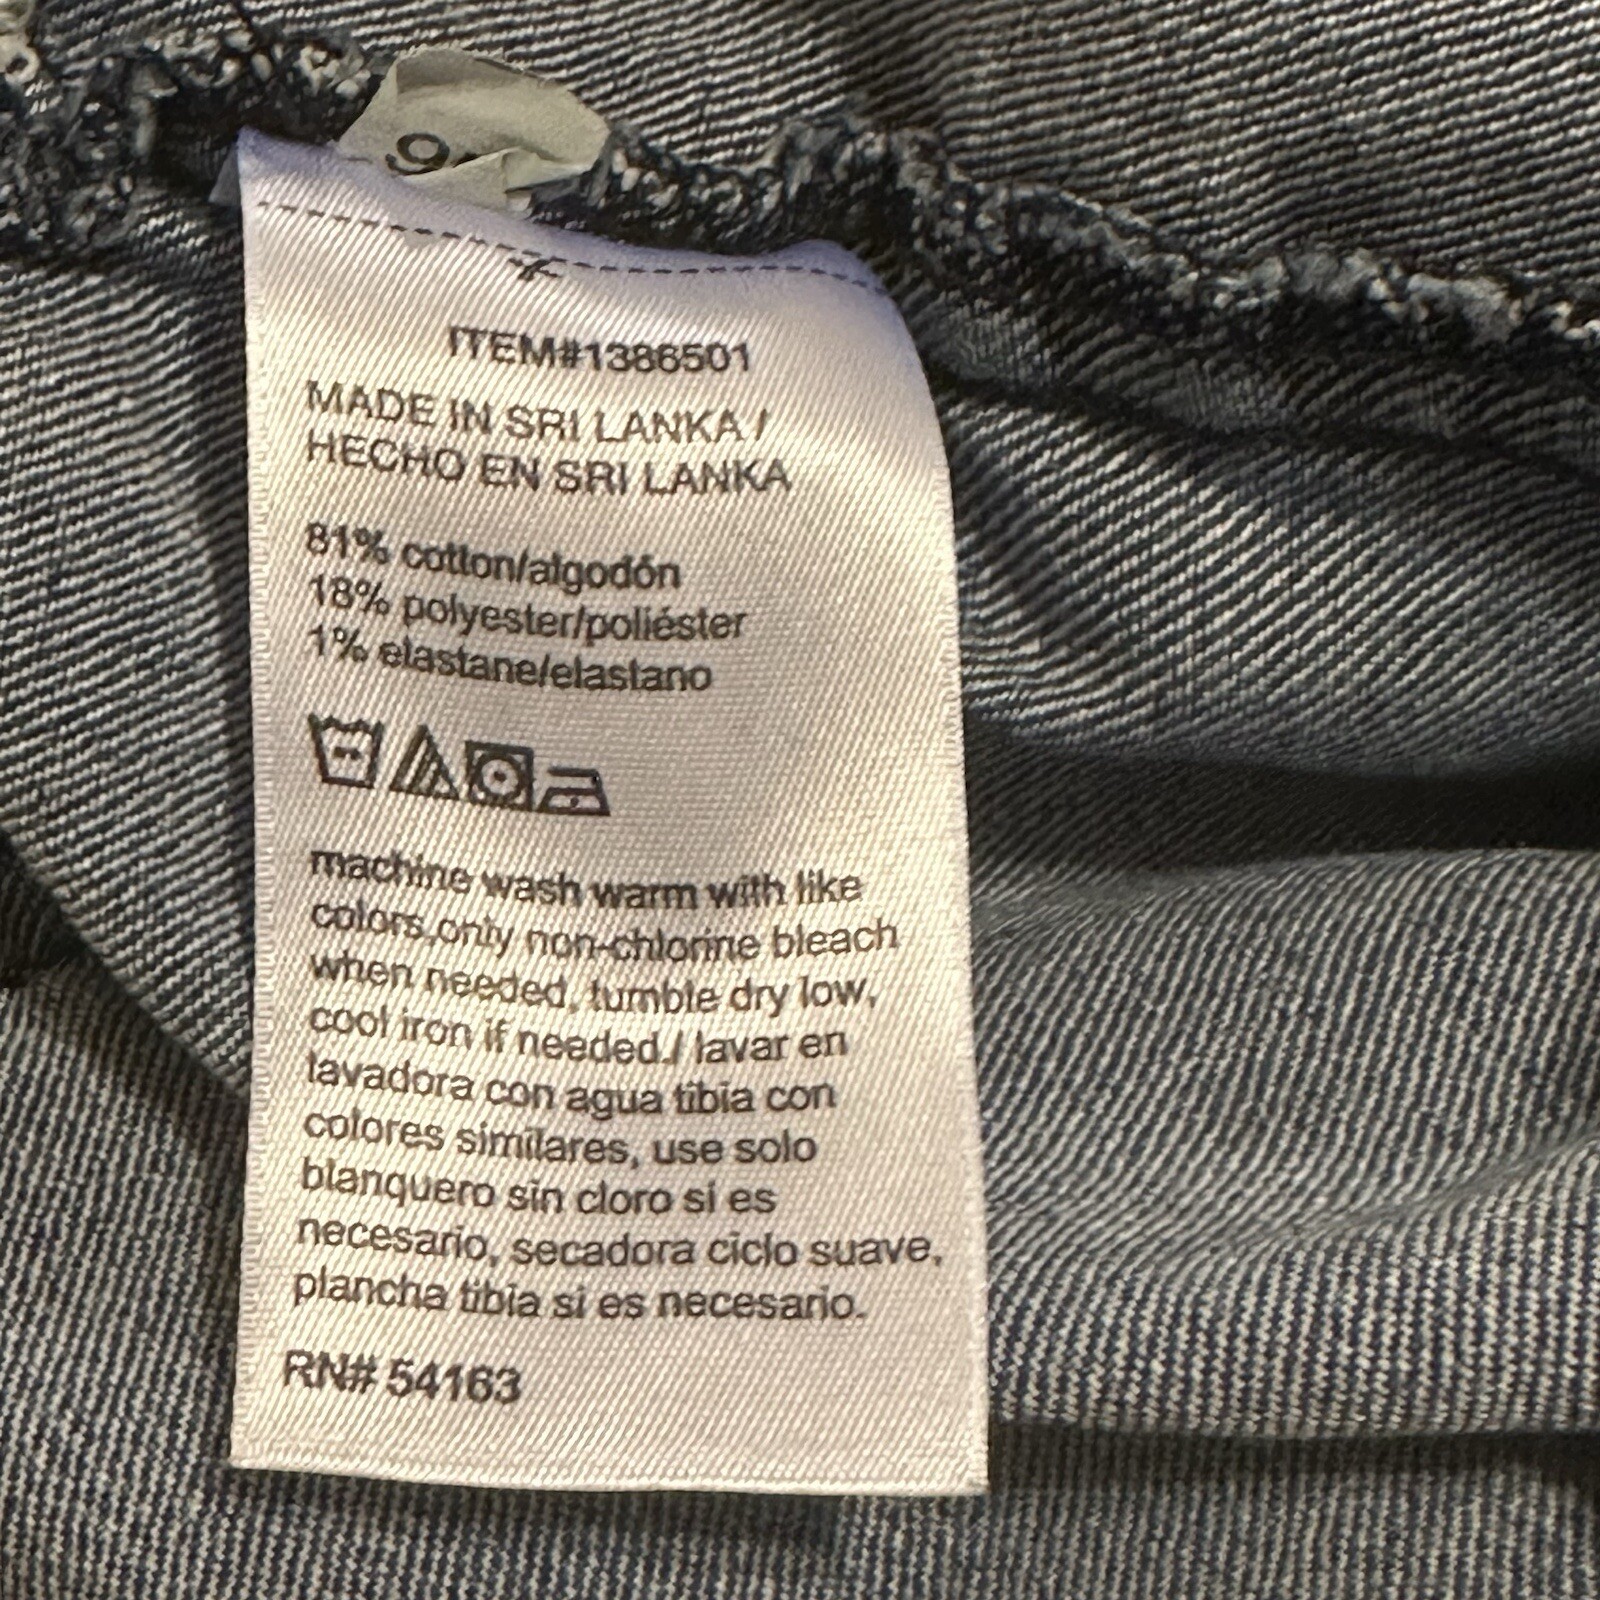 9
ITEM#1386501
MADE IN SRI LANKA /
HECHO EN SRI LANKA
81% cotton/algodón
18% polyester/poliéster
1% elastane/elastano
machine wash warm with like
colors,only non-chlorine bleach
when needed, tumble dry low,
cool iron if needed./ lavar en
lavadora con agua tibia con
colores similares, use solo
blanquero sin cloro si es
necesario, secadora ciclo suave,
plancha tibia si es necesario.
RN# 54163